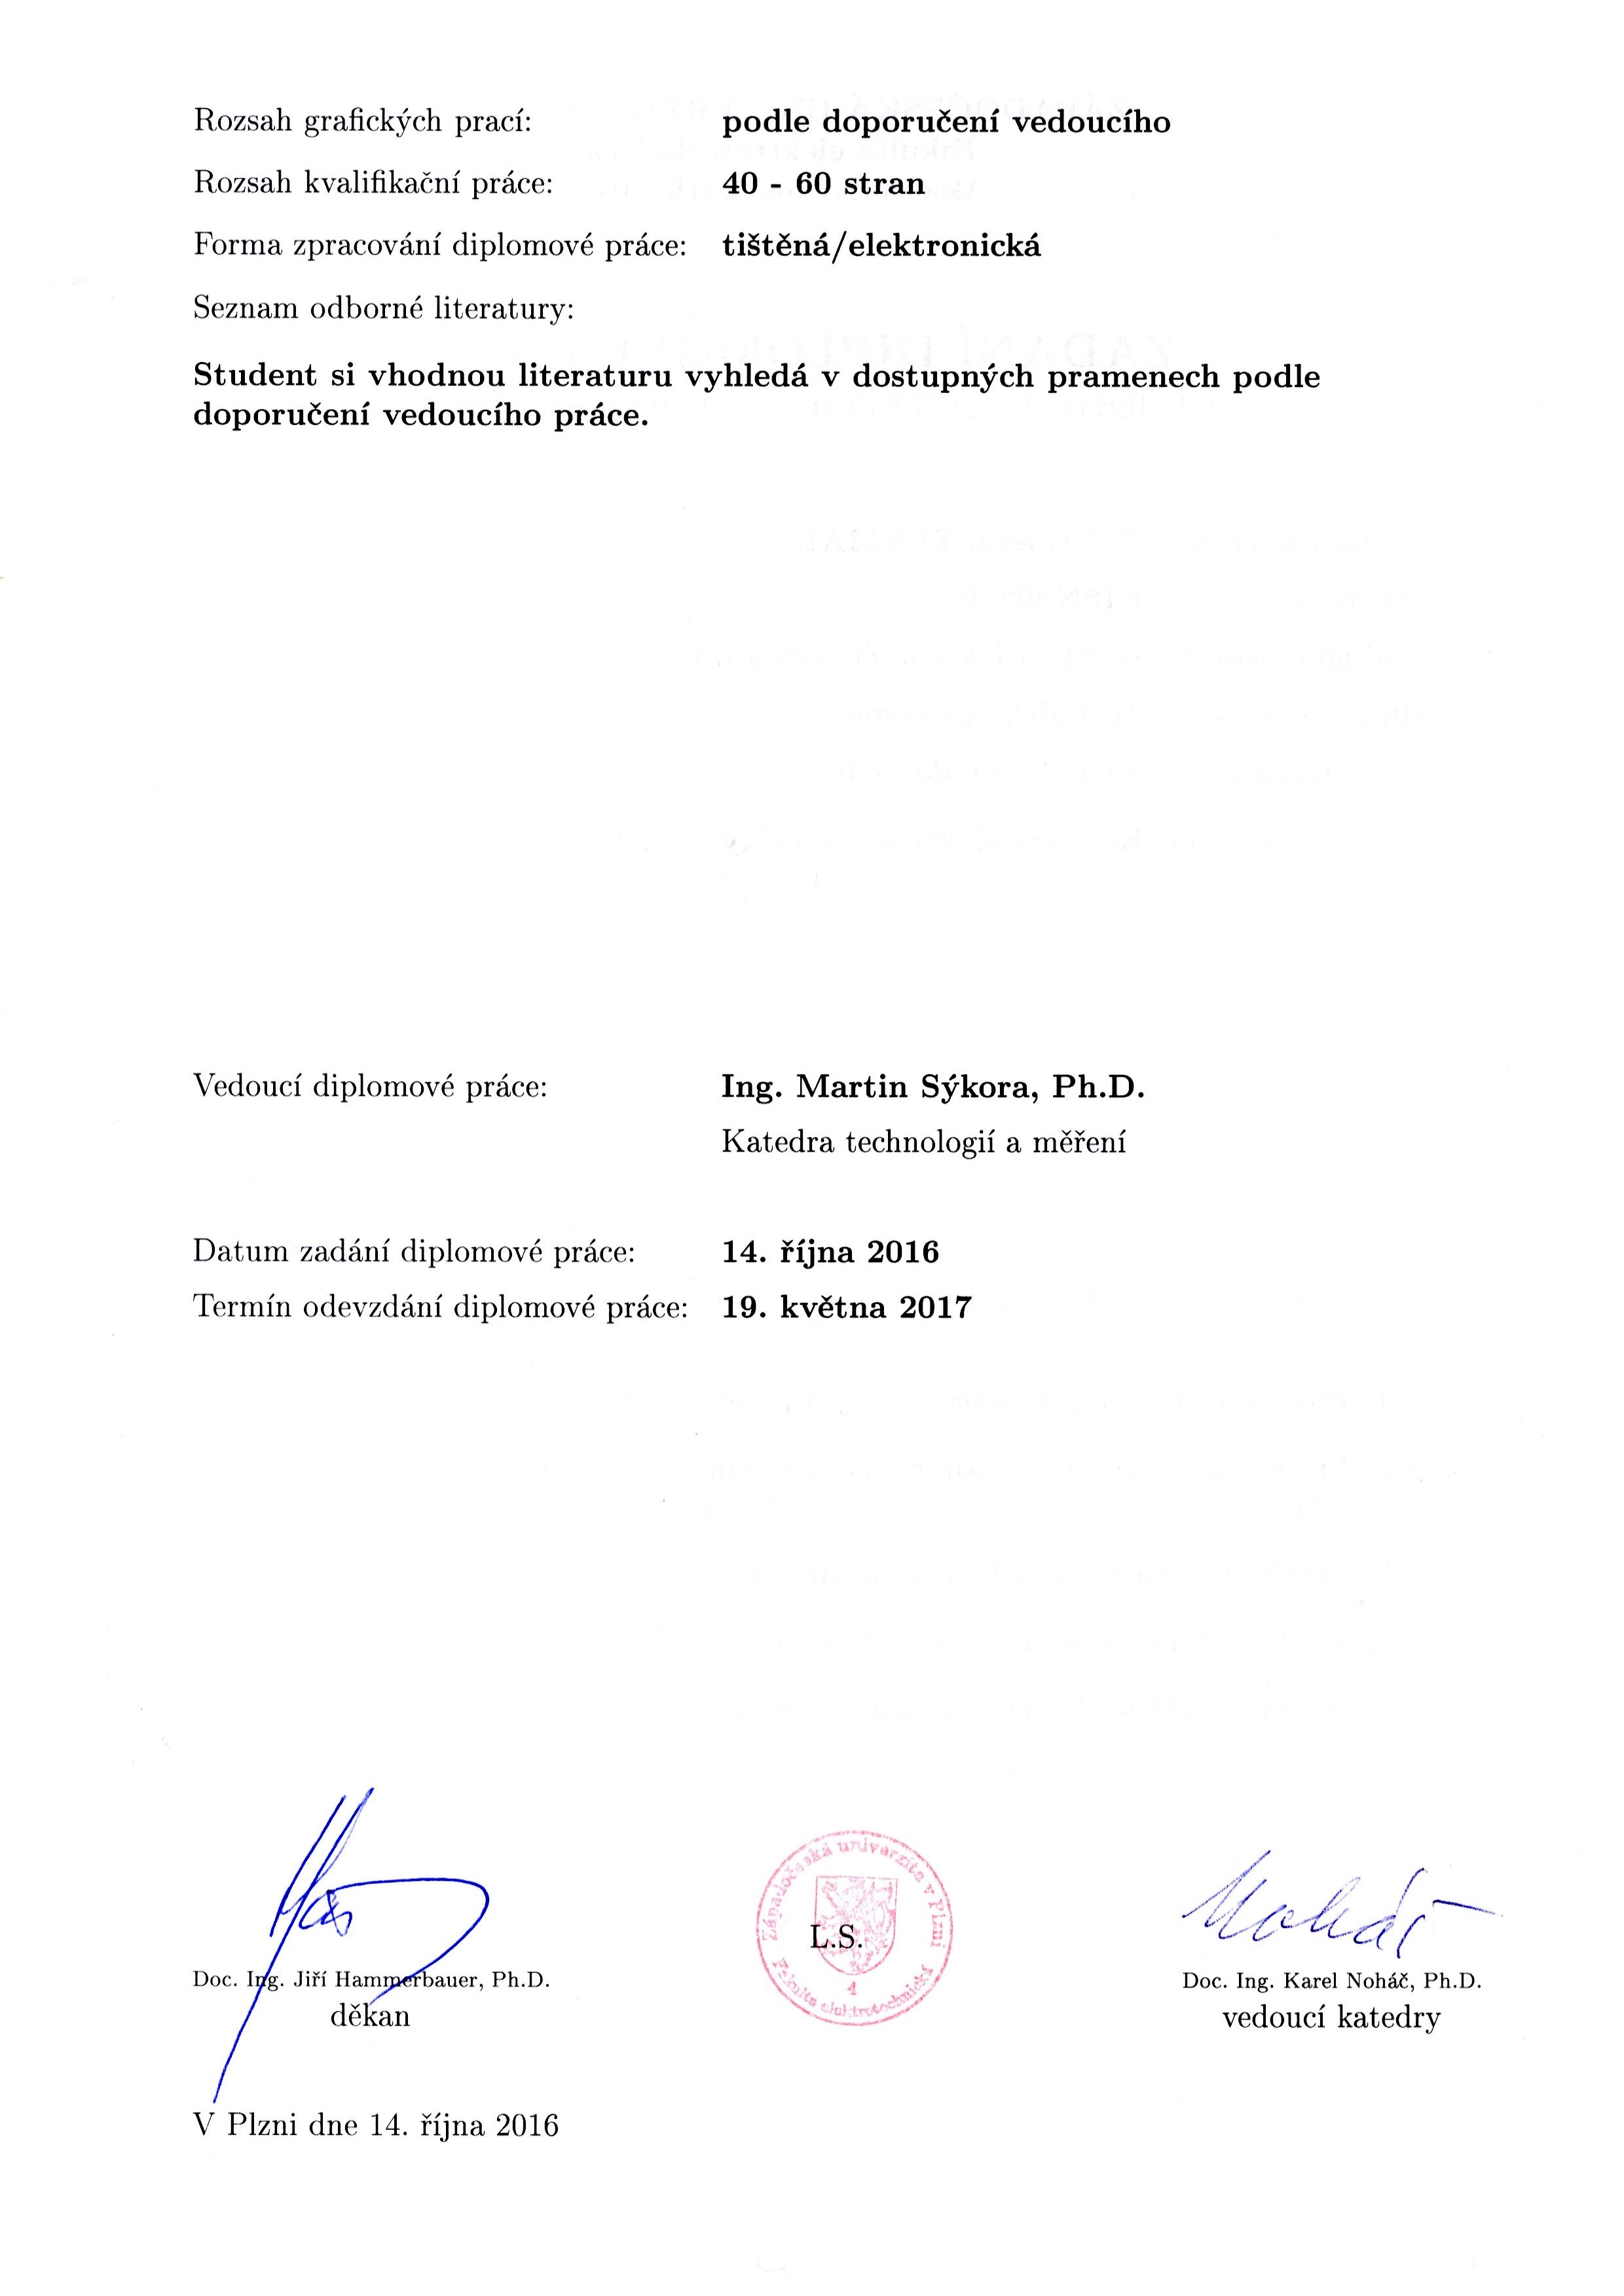 Rozsah grafických prací: podle doporučení vedoucího
Rozsah kvalifikační práce: 40 - 60 stran
Forma zpracování diplomové práce: tištěná/elektronická
Seznam odborné literatury:
Student si vhodnou literaturu vyhledá v dostupných pramenech podle
doporučení vedoucího práce.
Vedoucí diplomové práce: Ing. Martin Sýkora, Ph.D.
Katedra technologií a měření
Datum zadání diplomové práce: 14. října 2016
Termín odevzdání diplomové práce: 19. května 2017
Západočeská univerzita v Plzni
L.S.
4
Fakulta elektrotechnická
Doc. Ing. Jiří Hammerbauer, Ph.D.
děkan
Noháč
Doc. Ing. Karel Noháč, Ph.D.
vedoucí katedry
V Plzni dne 14. října 2016